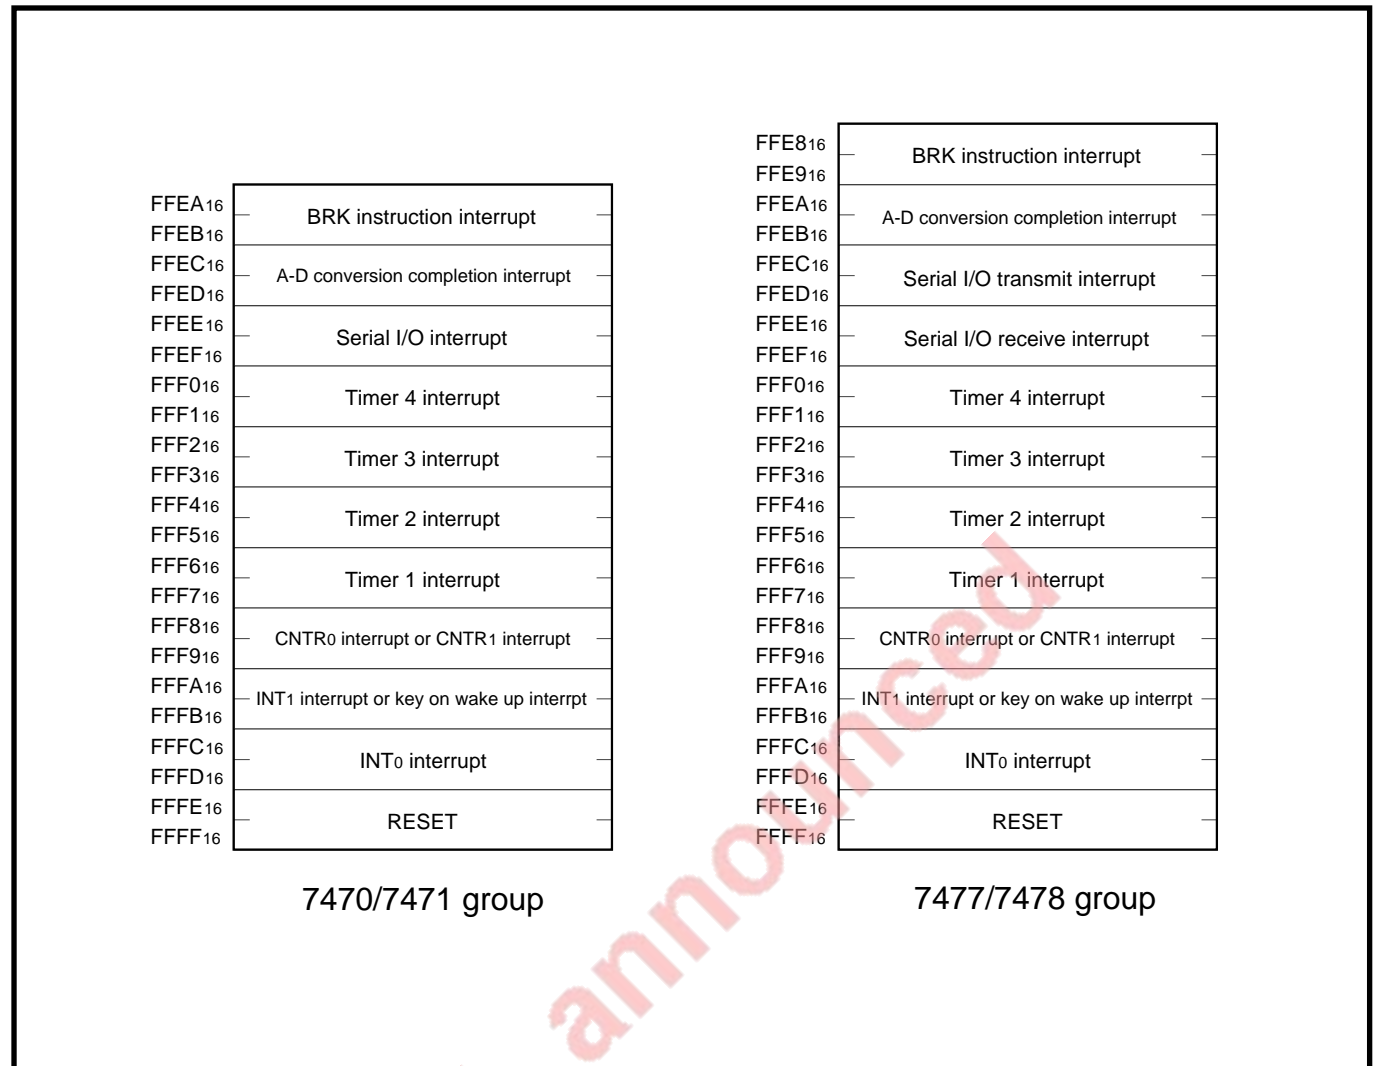 FFEA16
FFEB16
BRK instruction interrupt
FFEC16
FFED16
A-D conversion completion interrupt
FFEE16
FFEF16
Serial I/O interrupt
FFF016
FFF116
Timer 4 interrupt
FFF216
FFF316
Timer 3 interrupt
FFF416
FFF516
Timer 2 interrupt
FFF616
FFF716
Timer 1 interrupt
FFF816
FFF916
CNTR0 interrupt or CNTR1 interrupt
FFFA16
FFFB16
INT1 interrupt or key on wake up interrpt
FFFC16
FFFD16
INT0 interrupt
FFFE16
FFFF16
RESET
7470/7471 group
FFE816
FFE916
BRK instruction interrupt
FFEA16
FFEB16
A-D conversion completion interrupt
FFEC16
FFED16
Serial I/O transmit interrupt
FFEE16
FFEF16
Serial I/O receive interrupt
FFF016
FFF116
Timer 4 interrupt
FFF216
FFF316
Timer 3 interrupt
FFF416
FFF516
Timer 2 interrupt
FFF616
FFF716
Timer 1 interrupt
FFF816
FFF916
CNTR0 interrupt or CNTR1 interrupt
FFFA16
FFFB16
INT1 interrupt or key on wake up interrpt
FFFC16
FFFD16
INT0 interrupt
FFFE16
FFFF16
RESET
7477/7478 group
announced